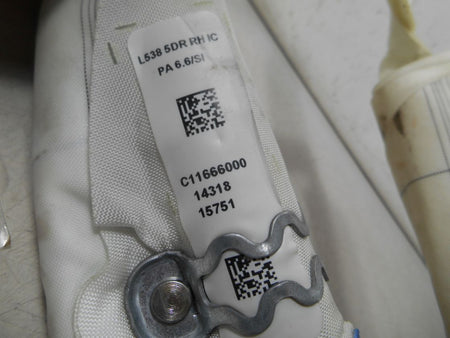 L538 5DR RH IC
PA 6.6/SI
C11666000
14318
15751